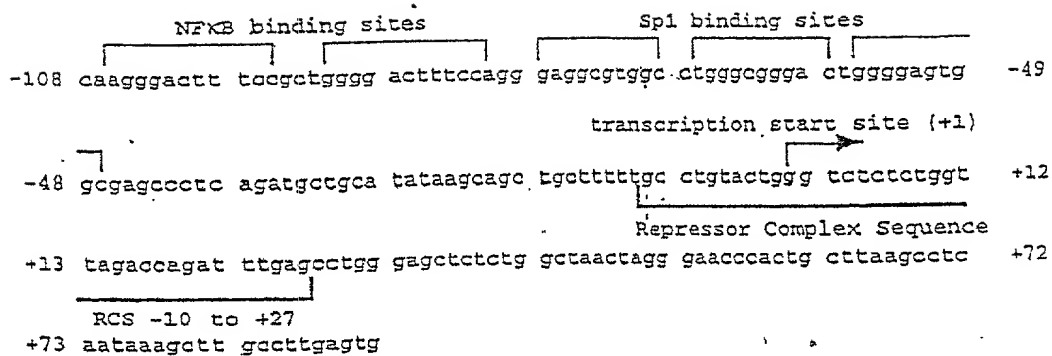 NFκB binding sites Sp1 binding sites
-108 caagggactt tccgctgggg actttccagg gaggcgtggc ctgggcggga ctggggagtg -49
transcription start site (+1)
-48 gcgagccctc agatgctgca tataagcagc tgctttttgc ctgtactggg tctctctggt +12
Repressor Complex Sequence
+13 tagaccagat ttgagcctgg gagctctctg gctaactagg gaacccactg cttaagcctc +72
RCS -10 to +27
+73 aataaagctt gccttgagtg